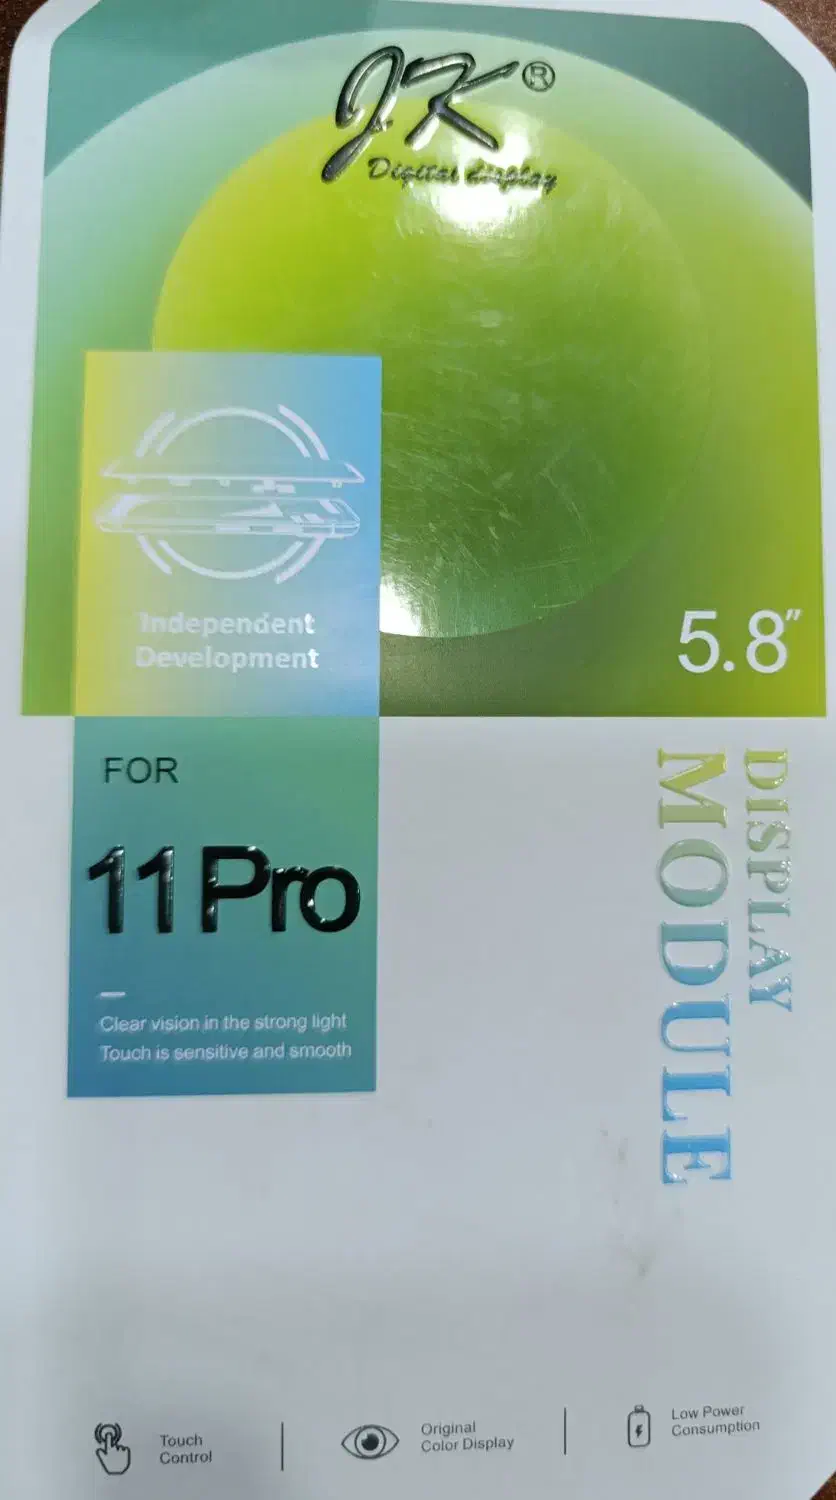 JK®
Digital display
Independent
Development
5.8"
FOR
11 Pro
Clear vision in the strong light
Touch is sensitive and smooth
DISPLAY
MODULE
Touch
Control
Original
Color Display
Low Power
Consumption